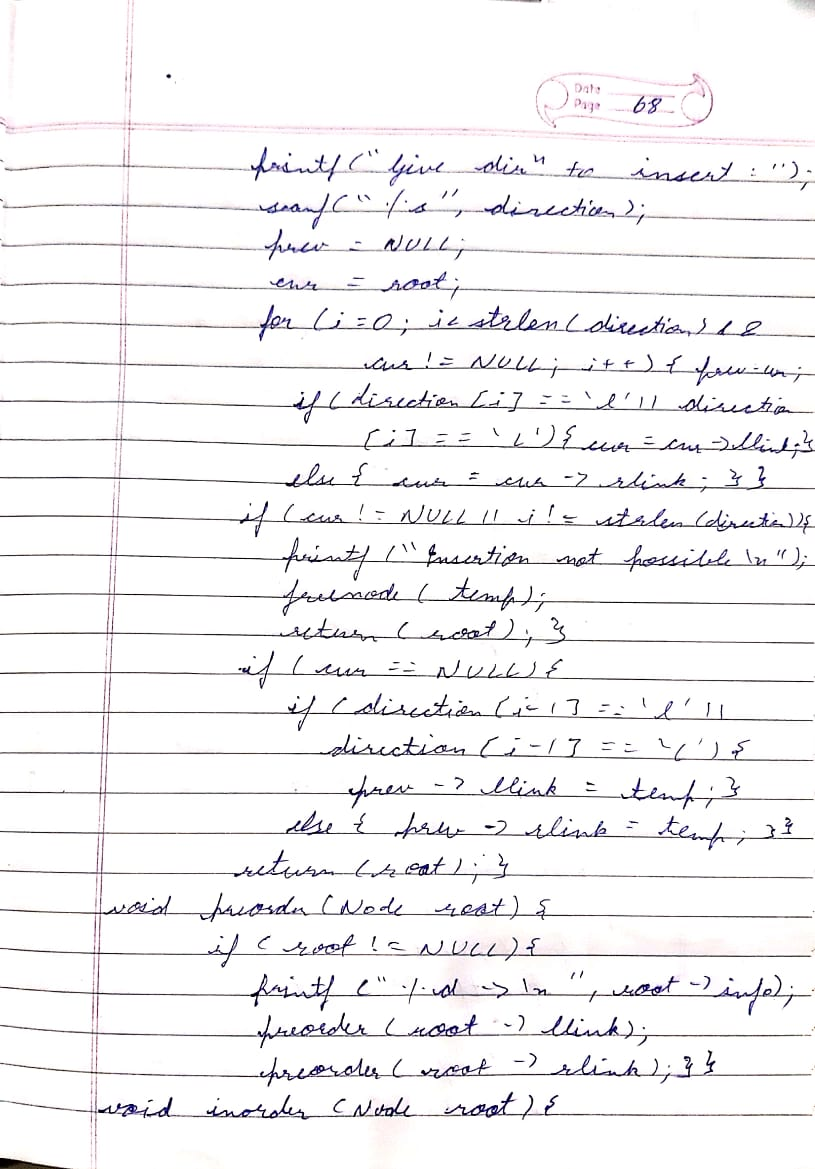 Date
Page 68
printf(" Give dirⁿ to insert : ");
scanf(" %s ", direction);
prev = NULL;
cur = root;
for (i=0; i< strlen(direction) &&
cur != NULL; i++) { prev=cur;
if (direction [i] == 'l' || direction
[i] == 'L') { cur = cur -> llink; }
else { cur = cur -> rlink; } }
if (cur != NULL || i != strlen (direction)) {
printf (" Insertion not possible \n");
freenode ( temp);
return ( root); }
if ( cur == NULL) {
if ( direction [i-1] == 'l' ||
direction [i-1] == 'L') {
prev -> llink = temp; }
else { prev -> rlink = temp; } }
return (root); }
void preorder (Node root) {
if ( root != NULL) {
printf (" %d -> \n ", root -> info);
preorder ( root -> llink);
preorder ( root -> rlink); } }
void inorder (Node root) {